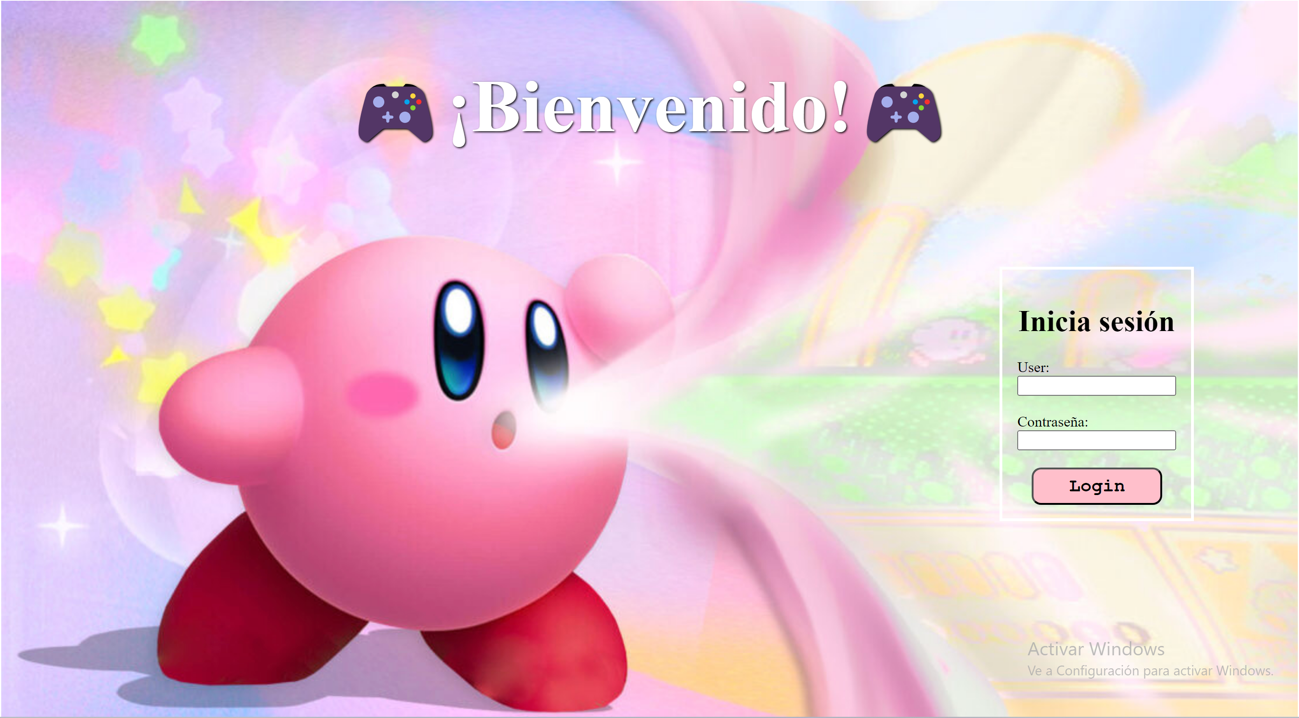 ¡Bienvenido!
Inicia sesión
User:
Contraseña:
Login
Activar Windows
Ve a Configuración para activar Windows.